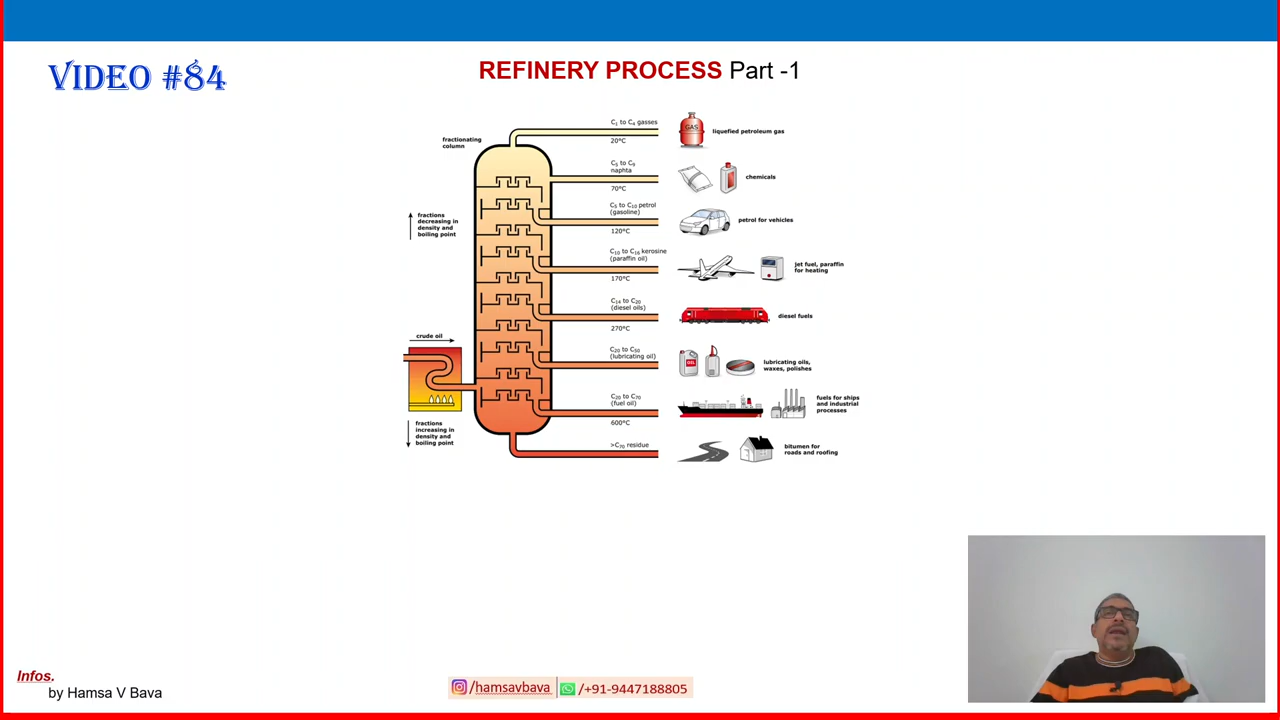 VIDEO #84
REFINERY PROCESS Part -1
fractionating
column
C₁ to C₄ gasses
20°C
GAS
liquefied petroleum gas
C₅ to C₉
naphta
70°C
chemicals
fractions
decreasing in
density and
boiling point
C₅ to C₁₀ petrol
(gasoline)
120°C
petrol for vehicles
C₁₀ to C₁₆ kerosine
(paraffin oil)
170°C
jet fuel, paraffin
for heating
C₁₄ to C₂₀
(diesel oils)
270°C
diesel fuels
crude oil
C₂₀ to C₅₀
(lubricating oil)
OIL
lubricating oils,
waxes, polishes
C₂₀ to C₇₀
(fuel oil)
600°C
fuels for ships
and industrial
processes
fractions
increasing in
density and
boiling point
>C₇₀ residue
bitumen for
roads and roofing
Infos.
by Hamsa V Bava
/hamsavbava
/+91-9447188805